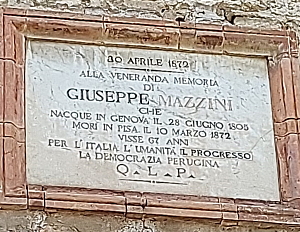 30 APRILE 1872
ALLA VENERANDA MEMORIA
DI
GIUSEPPE MAZZINI
CHE
NACQUE IN GENOVA IL 28 GIUGNO 1805
MORÌ IN PISA IL 10 MARZO 1872
VISSE 67 ANNI
PER L'ITALIA L'UMANITÀ IL PROGRESSO
LA DEMOCRAZIA PERUGINA
Q. L. P.